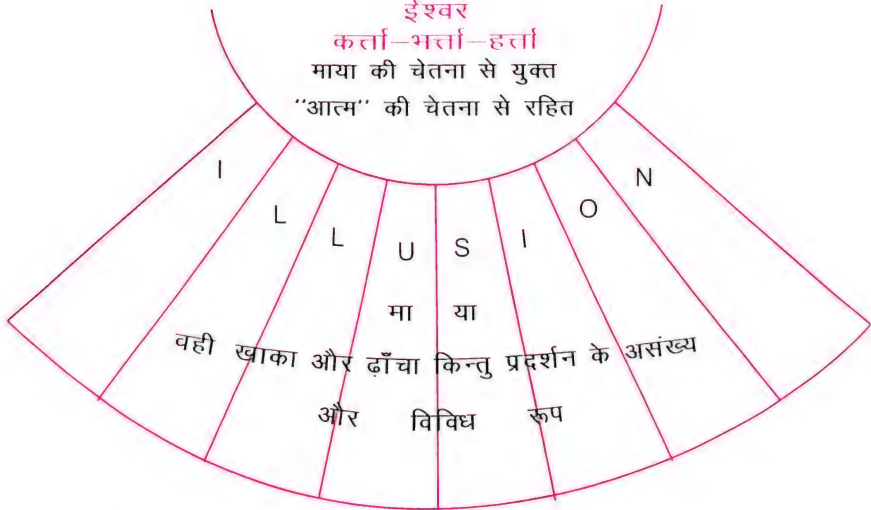 ईश्वर
कर्त्ता–भर्त्ता–हर्त्ता
माया की चेतना से युक्त
"आत्म" की चेतना से रहित
I L L U S I O N
मा या
वही खाका और ढ़ाँचा किन्तु प्रदर्शन के असंख्य
और विविध रूप